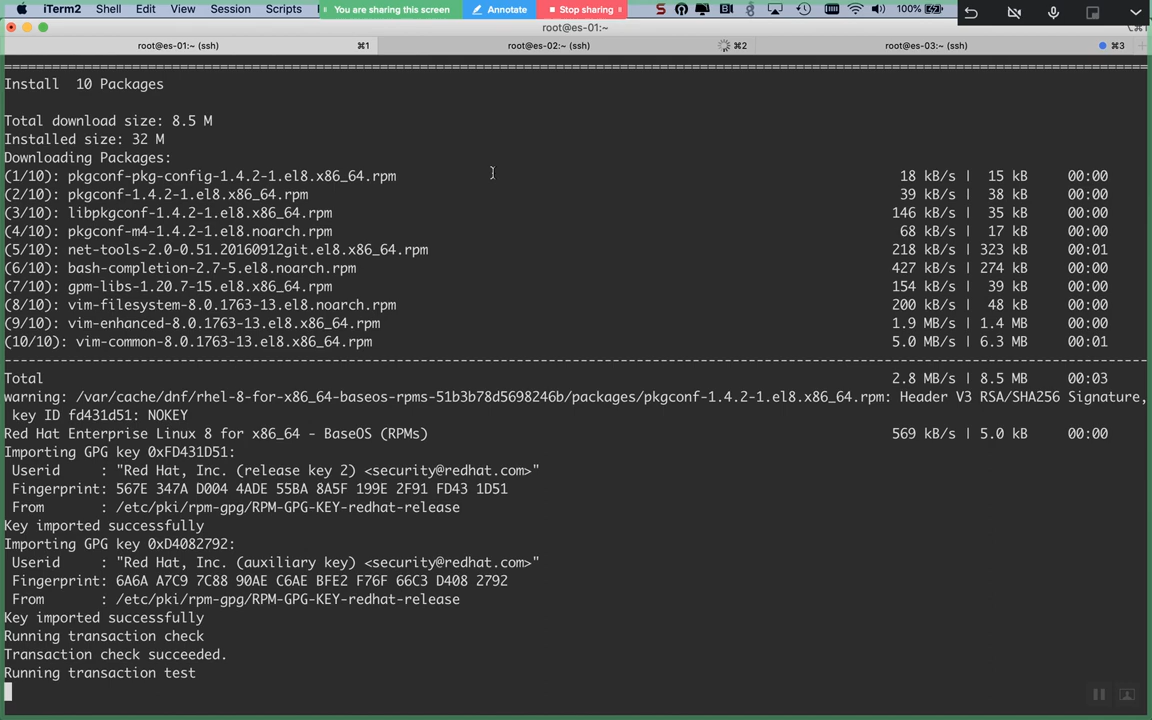 iTerm2 Shell Edit View Session Scripts You are sharing this screen Annotate Stop sharing 100%
root@es-01:~
root@es-01:~ (ssh) ⌘1 root@es-02:~ (ssh) ⌘2 root@es-03:~ (ssh) ⌘3
================================================================================
Install  10 Packages
Total download size: 8.5 M
Installed size: 32 M
Downloading Packages:
(1/10): pkgconf-pkg-config-1.4.2-1.el8.x86_64.rpm 18 kB/s | 15 kB 00:00
(2/10): pkgconf-1.4.2-1.el8.x86_64.rpm 39 kB/s | 38 kB 00:00
(3/10): libpkgconf-1.4.2-1.el8.x86_64.rpm 146 kB/s | 35 kB 00:00
(4/10): pkgconf-m4-1.4.2-1.el8.noarch.rpm 68 kB/s | 17 kB 00:00
(5/10): net-tools-2.0-0.51.20160912git.el8.x86_64.rpm 218 kB/s | 323 kB 00:01
(6/10): bash-completion-2.7-5.el8.noarch.rpm 427 kB/s | 274 kB 00:00
(7/10): gpm-libs-1.20.7-15.el8.x86_64.rpm 154 kB/s | 39 kB 00:00
(8/10): vim-filesystem-8.0.1763-13.el8.noarch.rpm 200 kB/s | 48 kB 00:00
(9/10): vim-enhanced-8.0.1763-13.el8.x86_64.rpm 1.9 MB/s | 1.4 MB 00:00
(10/10): vim-common-8.0.1763-13.el8.x86_64.rpm 5.0 MB/s | 6.3 MB 00:01
--------------------------------------------------------------------------------
Total 2.8 MB/s | 8.5 MB 00:03
warning: /var/cache/dnf/rhel-8-for-x86_64-baseos-rpms-51b3b78d5698246b/packages/pkgconf-1.4.2-1.el8.x86_64.rpm: Header V3 RSA/SHA256 Signature,
key ID fd431d51: NOKEY
Red Hat Enterprise Linux 8 for x86_64 - BaseOS (RPMs) 569 kB/s | 5.0 kB 00:00
Importing GPG key 0xFD431D51:
Userid     : "Red Hat, Inc. (release key 2) <security@redhat.com>"
Fingerprint: 567E 347A D004 4ADE 55BA 8A5F 199E 2F91 FD43 1D51
From       : /etc/pki/rpm-gpg/RPM-GPG-KEY-redhat-release
Key imported successfully
Importing GPG key 0xD4082792:
Userid     : "Red Hat, Inc. (auxiliary key) <security@redhat.com>"
Fingerprint: 6A6A A7C9 7C88 90AE C6AE BFE2 F76F 66C3 D408 2792
From       : /etc/pki/rpm-gpg/RPM-GPG-KEY-redhat-release
Key imported successfully
Running transaction check
Transaction check succeeded.
Running transaction test